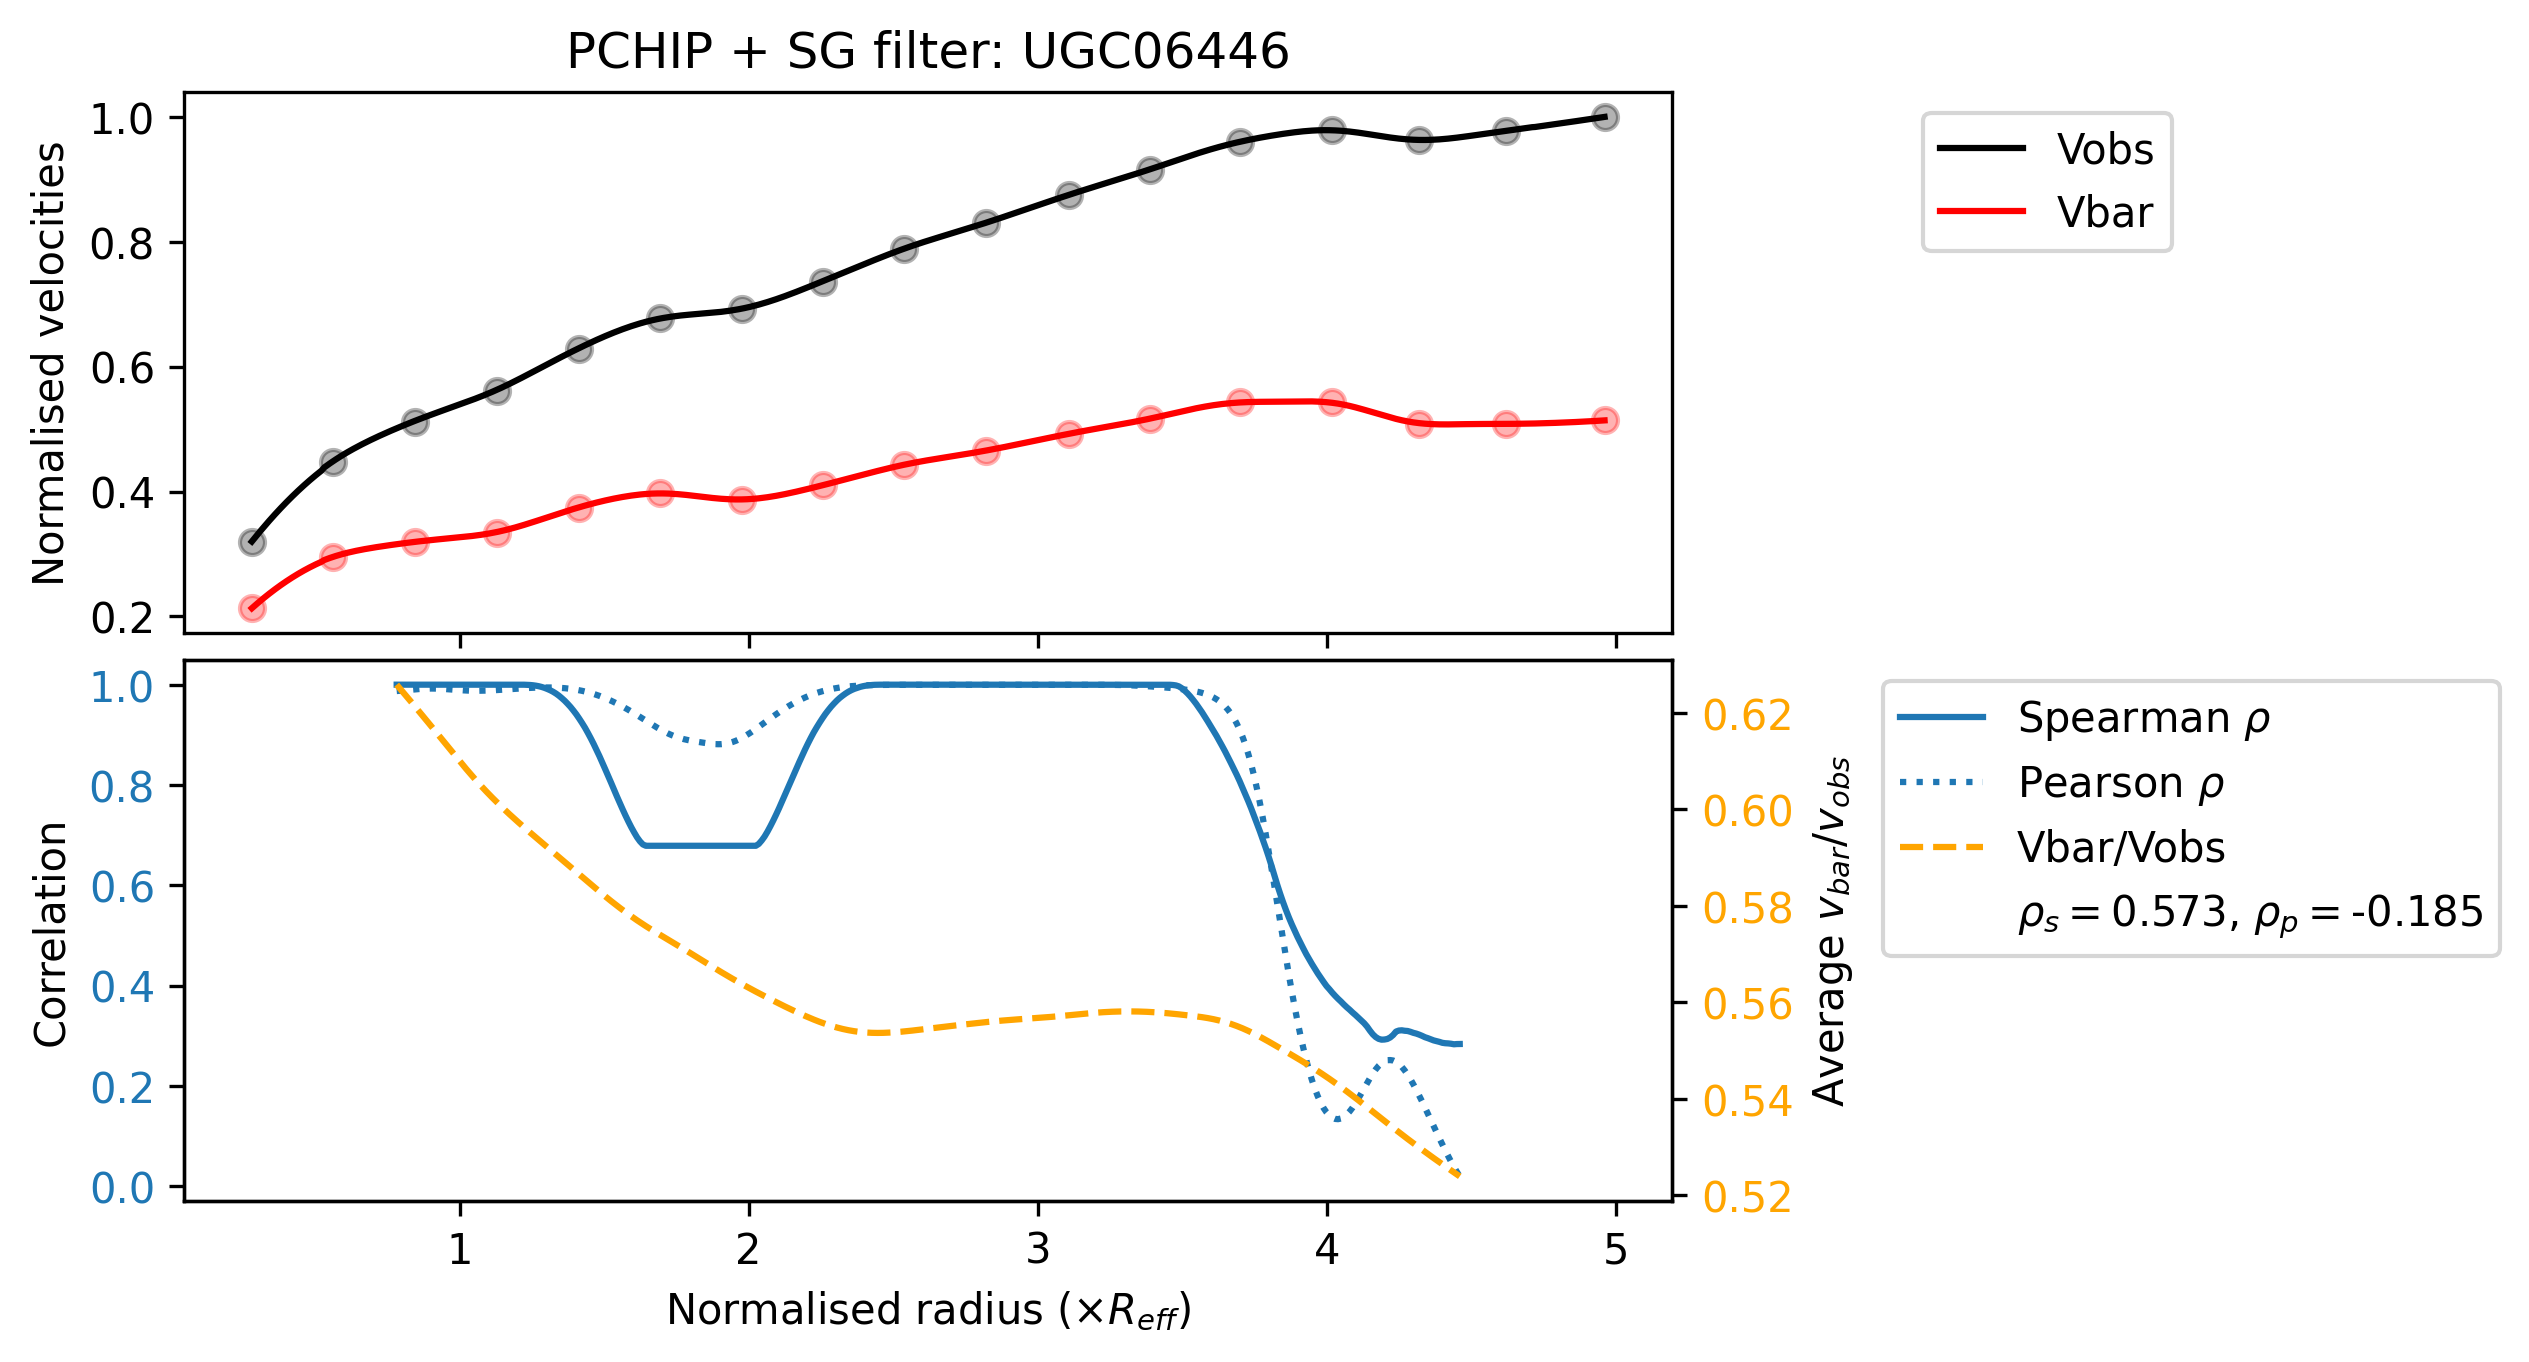 PCHIP + SG filter: UGC06446
Normalised velocities
1.0
0.8
0.6
0.4
0.2
Vobs
Vbar
Correlation
1.0
0.8
0.6
0.4
0.2
0.0
0.62
0.60
0.58
0.56
0.54
0.52
Average v_bar/v_obs
Spearman ρ
Pearson ρ
Vbar/Vobs
ρ_s = 0.573, ρ_p = -0.185
1 2 3 4 5
Normalised radius (×R_eff)